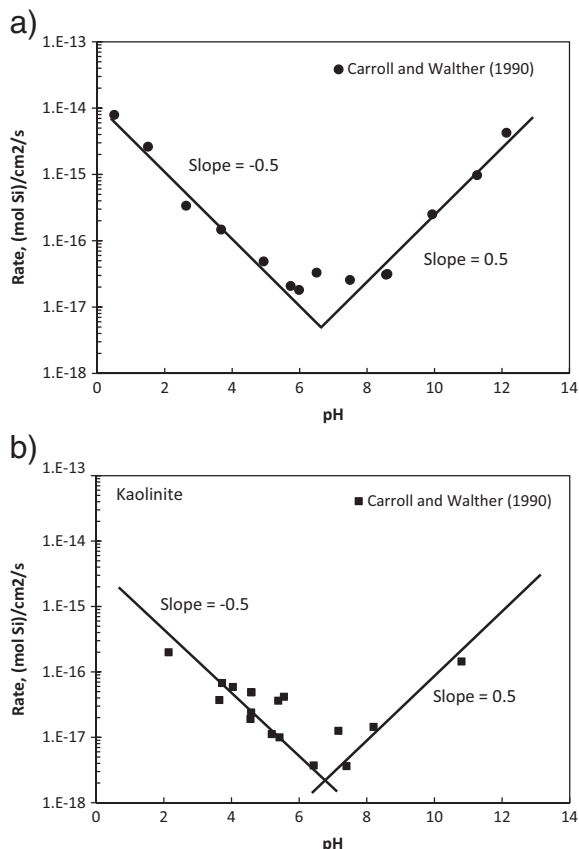 a)
1.E-13
Carroll and Walther (1990)
1.E-14
Slope = -0.5
1.E-15
1.E-16
Slope = 0.5
1.E-17
1.E-18
0 2 4 6 8 10 12 14
pH
Rate, (mol Si)/cm2/s
b)
1.E-13
Kaolinite
Carroll and Walther (1990)
1.E-14
1.E-15
Slope = -0.5
1.E-16
Slope = 0.5
1.E-17
1.E-18
0 2 4 6 8 10 12 14
pH
Rate, (mol Si)/cm2/s